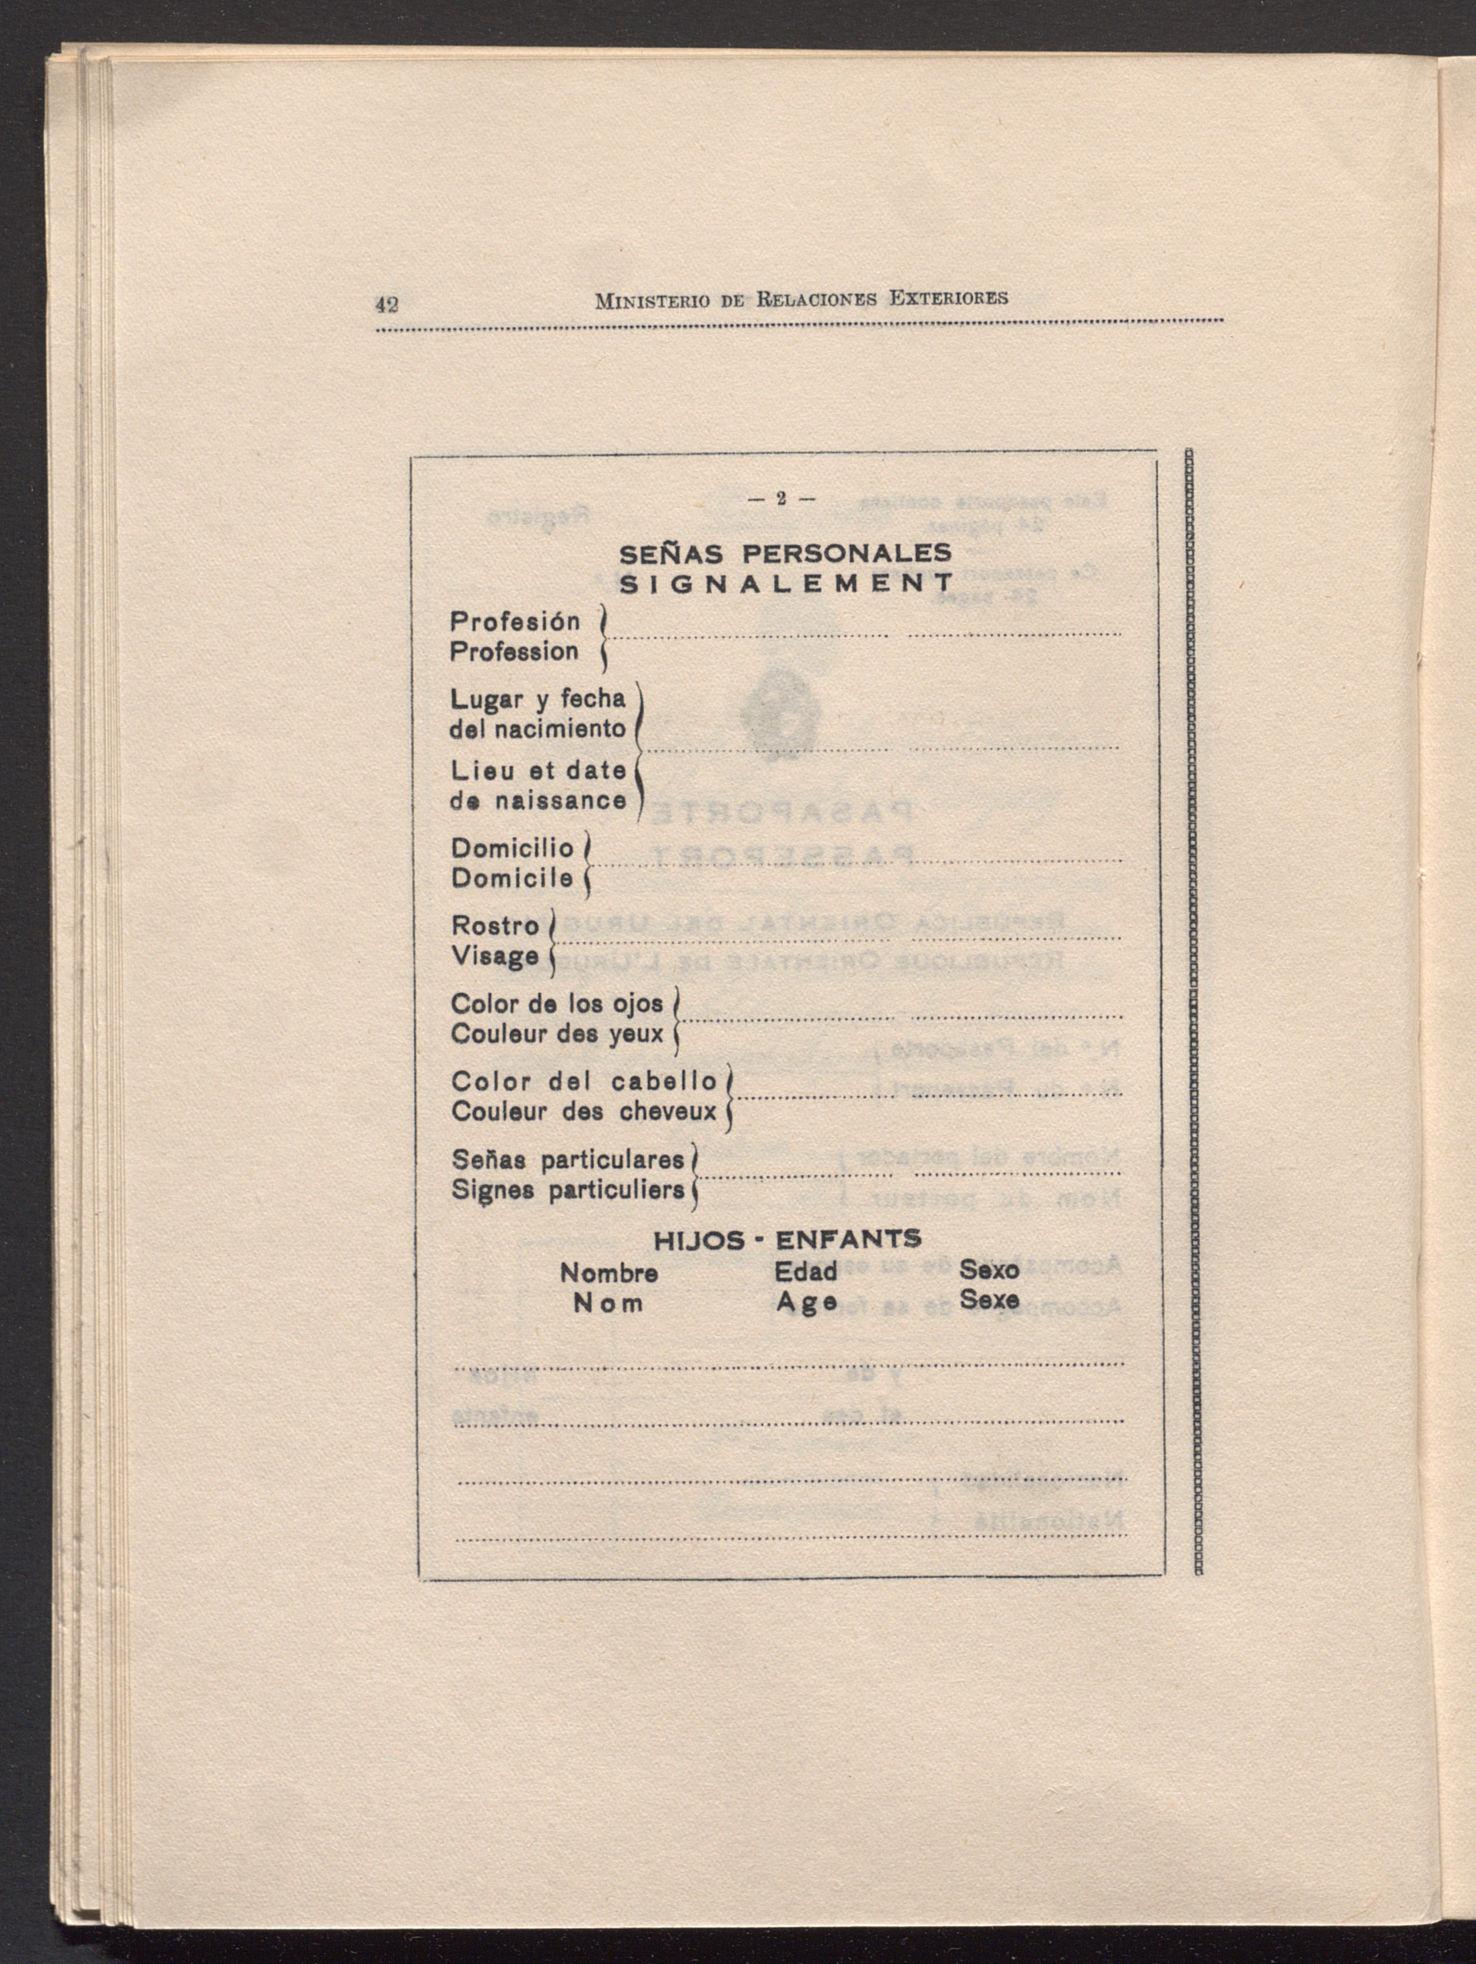 42
MINISTERIO DE RELACIONES EXTERIORES
— 2 —
SEÑAS PERSONALES
SIGNALEMENT
Profesión
Profession
Lugar y fecha
del nacimiento
Lieu et date
de naissance
Domicilio
Domicile
Rostro
Visage
Color de los ojos
Couleur des yeux
Color del cabello
Couleur des cheveux
Señas particulares
Signes particuliers
HIJOS - ENFANTS
Nombre Edad Sexo
Nom Age Sexe